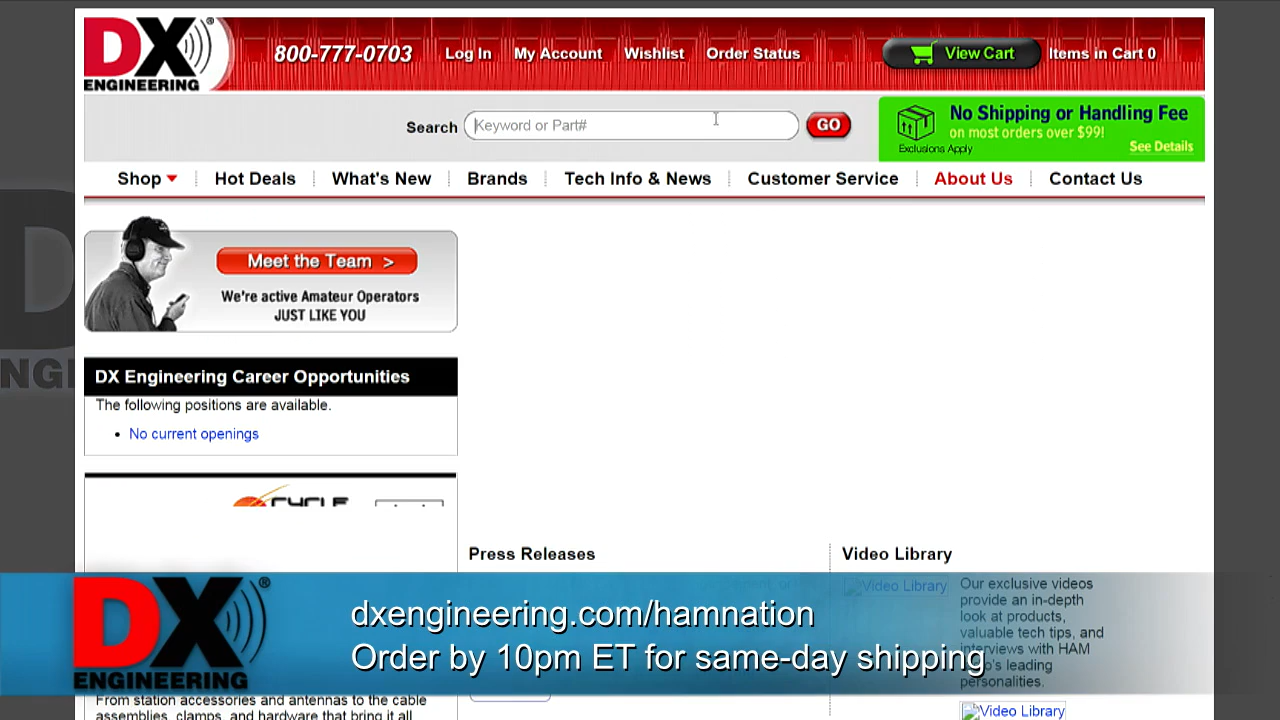 DX
®
ENGINEERING
800-777-0703
Log In
My Account
Wishlist
Order Status
View Cart
Items in Cart 0
Search
Keyword or Part#
GO
No Shipping or Handling Fee
on most orders over $99!
Exclusions Apply
See Details
Shop
Hot Deals
What's New
Brands
Tech Info & News
Customer Service
About Us
Contact Us
Meet the Team >
We're active Amateur Operators
JUST LIKE YOU
DX Engineering Career Opportunities
The following positions are available.
• No current openings
CYCLE
Press Releases
Video Library
Video Library
Our exclusive videos
provide an in-depth
look at products,
valuable tech tips, and
interviews with HAM
leading
personalities.
Video Library
DX
®
ENGINEERING
dxengineering.com/hamnation
Order by 10pm ET for same-day shipping
From station accessories and antennas to the cable
assemblies, clamps, and hardware that bring it all